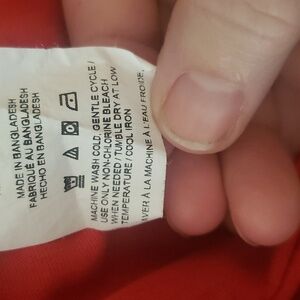 MADE IN BANGLADESH
FABRIQUÉ AU BANGLADESH
HECHO EN BANGLADESH
MACHINE WASH COLD, GENTLE CYCLE /
USE ONLY NON-CHLORINE BLEACH
WHEN NEEDED / TUMBLE DRY AT LOW
TEMPERATURE / COOL IRON
LAVER À LA MACHINE À L'EAU FROIDE,